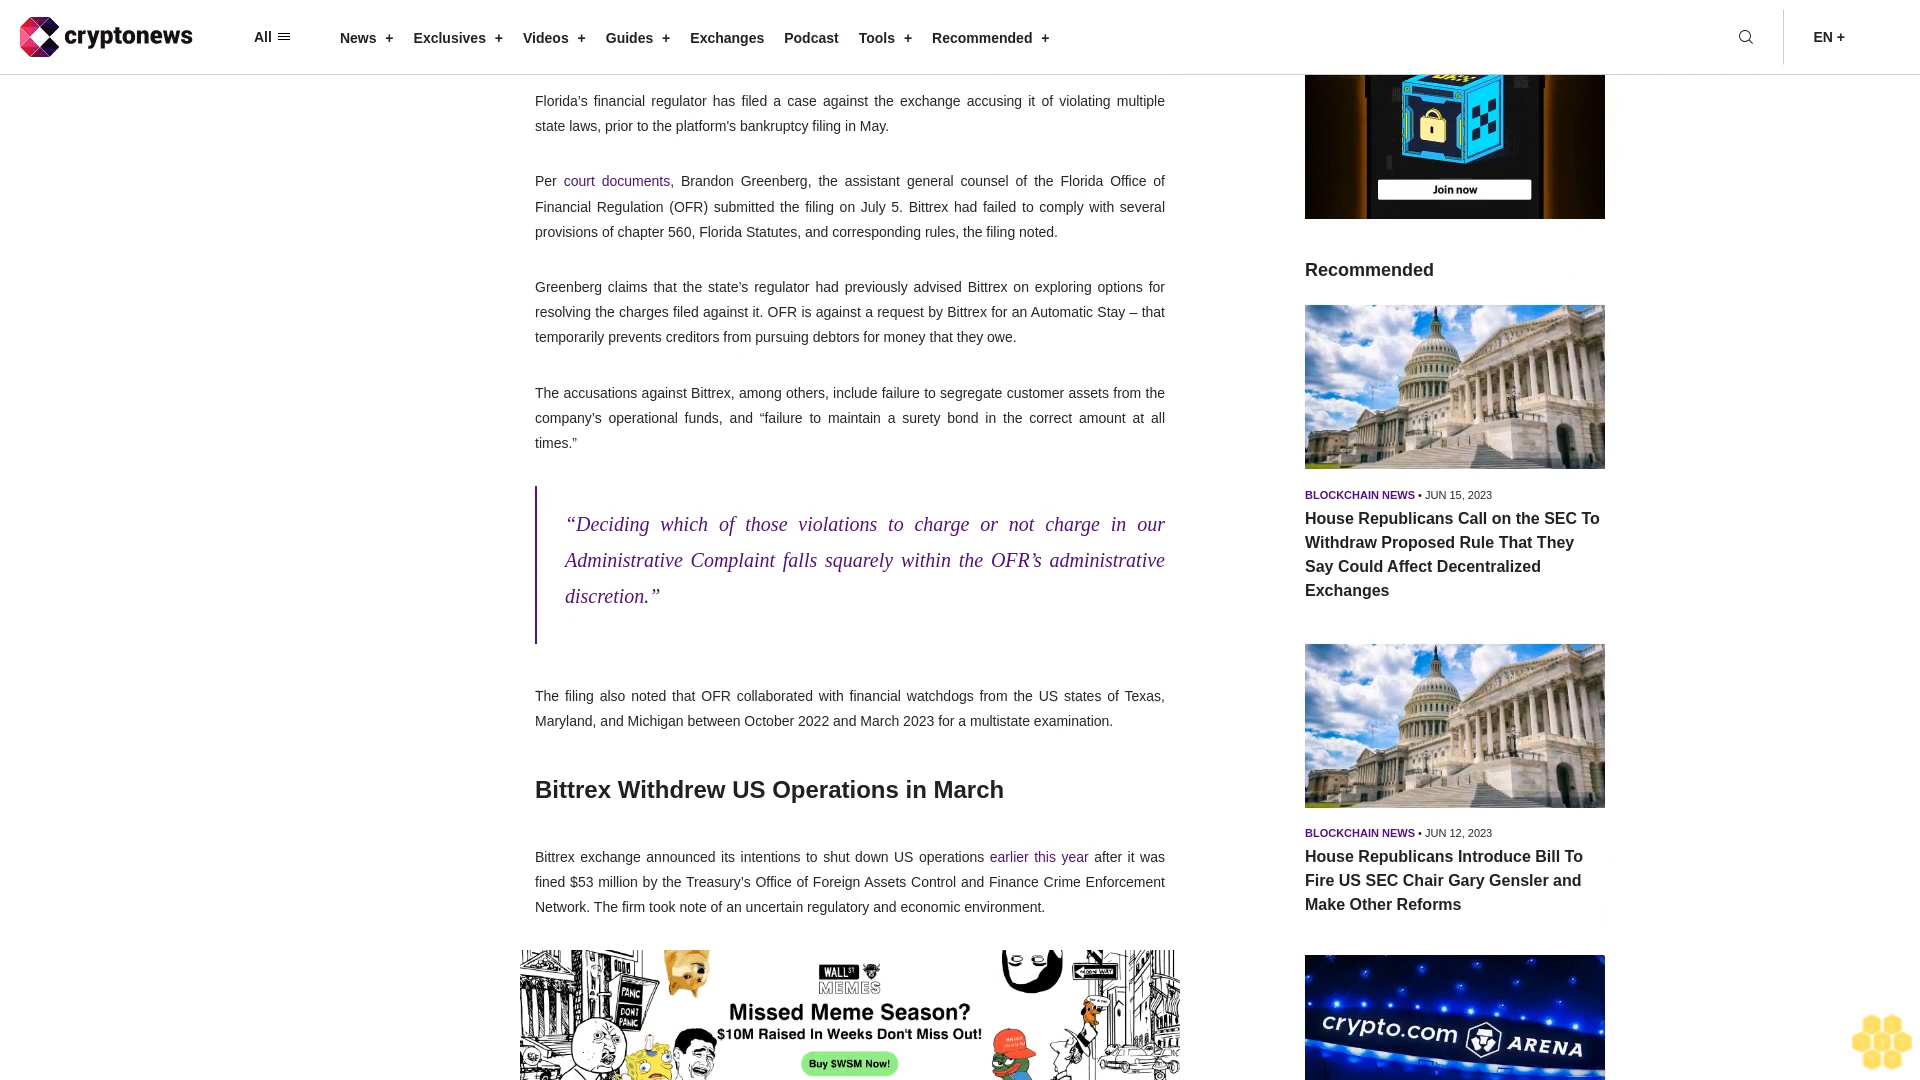 cryptonews
All
News +
Exclusives +
Videos +
Guides +
Exchanges
Podcast
Tools +
Recommended +
EN +
Florida’s financial regulator has filed a case against the exchange accusing it of violating multiple
state laws, prior to the platform’s bankruptcy filing in May.
Per court documents, Brandon Greenberg, the assistant general counsel of the Florida Office of
Financial Regulation (OFR) submitted the filing on July 5. Bittrex had failed to comply with several
provisions of chapter 560, Florida Statutes, and corresponding rules, the filing noted.
Greenberg claims that the state’s regulator had previously advised Bittrex on exploring options for
resolving the charges filed against it. OFR is against a request by Bittrex for an Automatic Stay – that
temporarily prevents creditors from pursuing debtors for money that they owe.
The accusations against Bittrex, among others, include failure to segregate customer assets from the
company’s operational funds, and “failure to maintain a surety bond in the correct amount at all
times.”
“Deciding which of those violations to charge or not charge in our
Administrative Complaint falls squarely within the OFR’s administrative
discretion.”
The filing also noted that OFR collaborated with financial watchdogs from the US states of Texas,
Maryland, and Michigan between October 2022 and March 2023 for a multistate examination.
Bittrex Withdrew US Operations in March
Bittrex exchange announced its intentions to shut down US operations earlier this year after it was
fined $53 million by the Treasury’s Office of Foreign Assets Control and Finance Crime Enforcement
Network. The firm took note of an uncertain regulatory and economic environment.
PANIC
DONT
PANIC
WALL ST
MEMES
Missed Meme Season?
$10M Raised In Weeks Don't Miss Out!
Buy $WSM Now!
Join now
Recommended
BLOCKCHAIN NEWS • JUN 15, 2023
House Republicans Call on the SEC To
Withdraw Proposed Rule That They
Say Could Affect Decentralized
Exchanges
BLOCKCHAIN NEWS • JUN 12, 2023
House Republicans Introduce Bill To
Fire US SEC Chair Gary Gensler and
Make Other Reforms
crypto.com ARENA